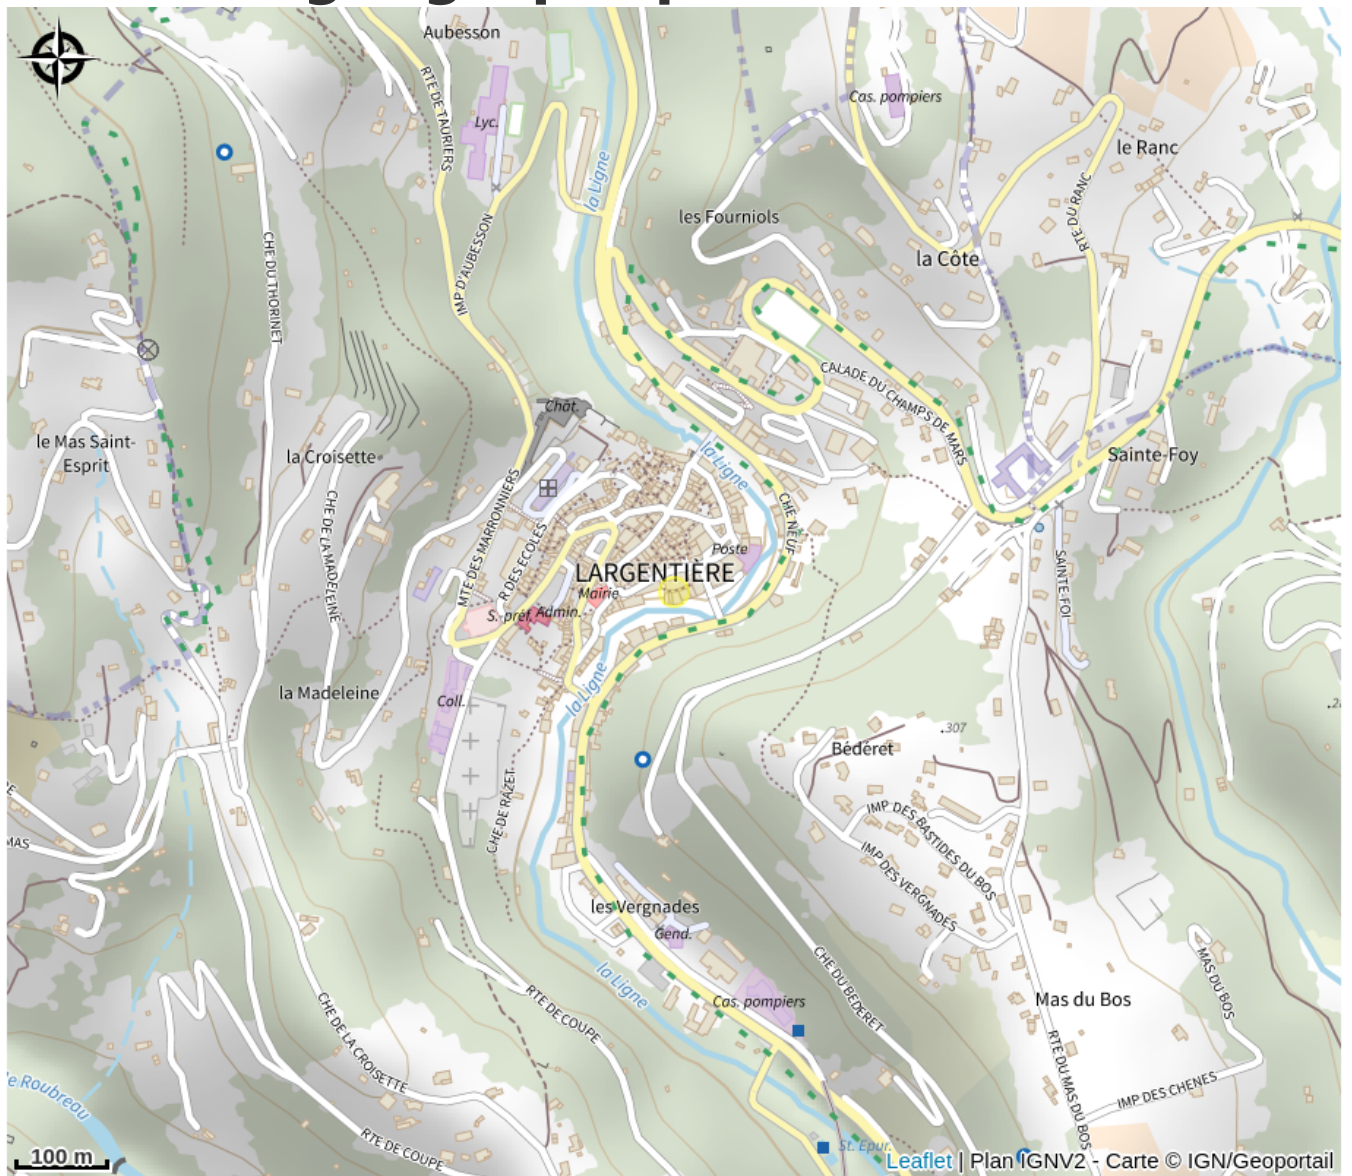 Aubesson
RTE DE TAURIERS
Lyc.
Cas. pompiers
le Ranc
la Ligne
RTE DU RANC
les Fourniols
IMP D'AUBESSON
CHE DU THORINET
la Côte
CALADE DU CHAMPS DE MARS
Chât.
le Mas Saint-
Esprit
la Croisette
la Ligne
Sainte-Foy
CHE DE LA MADELEINE
MTE DES MARRONNIERS
R DES ECOLES
CHE NEUF
Poste
LARGENTIÈRE
Mairie
S.-préf.
Admin.
SAINTE-FOI
la Ligne
la Madeleine
Coll.
.307
Bédéret
CHE DE RAZET
MAS
IMP DES BASTIDES DU BOS
IMP DES VERGNADES
les Vergnades
Gend.
la Ligne
Cas. pompiers
CHE DU BEDERET
Mas du Bos
MAS DU BOS
RTE DE COUPE
CHE DE LA CROISETTE
RTE DU MAS DU BOS
IMP DES CHENES
le Roubreau
RTE DE COUPE
St. Epur.
100 m
Leaflet | Plan IGNV2 - Carte © IGN/Geoportail